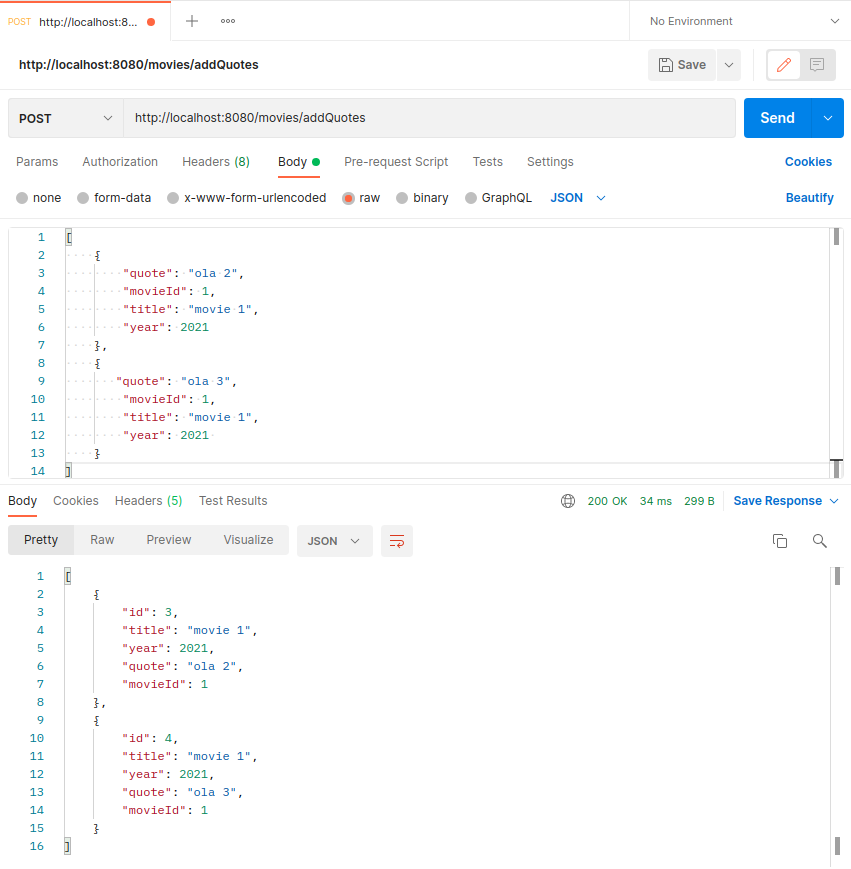 POST http://localhost:8... No Environment
http://localhost:8080/movies/addQuotes Save
POST http://localhost:8080/movies/addQuotes Send
Params Authorization Headers (8) Body Pre-request Script Tests Settings Cookies
none form-data x-www-form-urlencoded raw binary GraphQL JSON Beautify
1 [
2 {
3 "quote": "ola 2",
4 "movieId": 1,
5 "title": "movie 1",
6 "year": 2021
7 },
8 {
9 "quote": "ola 3",
10 "movieId": 1,
11 "title": "movie 1",
12 "year": 2021
13 }
14 ]
Body Cookies Headers (5) Test Results 200 OK 34 ms 299 B Save Response
Pretty Raw Preview Visualize JSON
1 [
2 {
3 "id": 3,
4 "title": "movie 1",
5 "year": 2021,
6 "quote": "ola 2",
7 "movieId": 1
8 },
9 {
10 "id": 4,
11 "title": "movie 1",
12 "year": 2021,
13 "quote": "ola 3",
14 "movieId": 1
15 }
16 ]